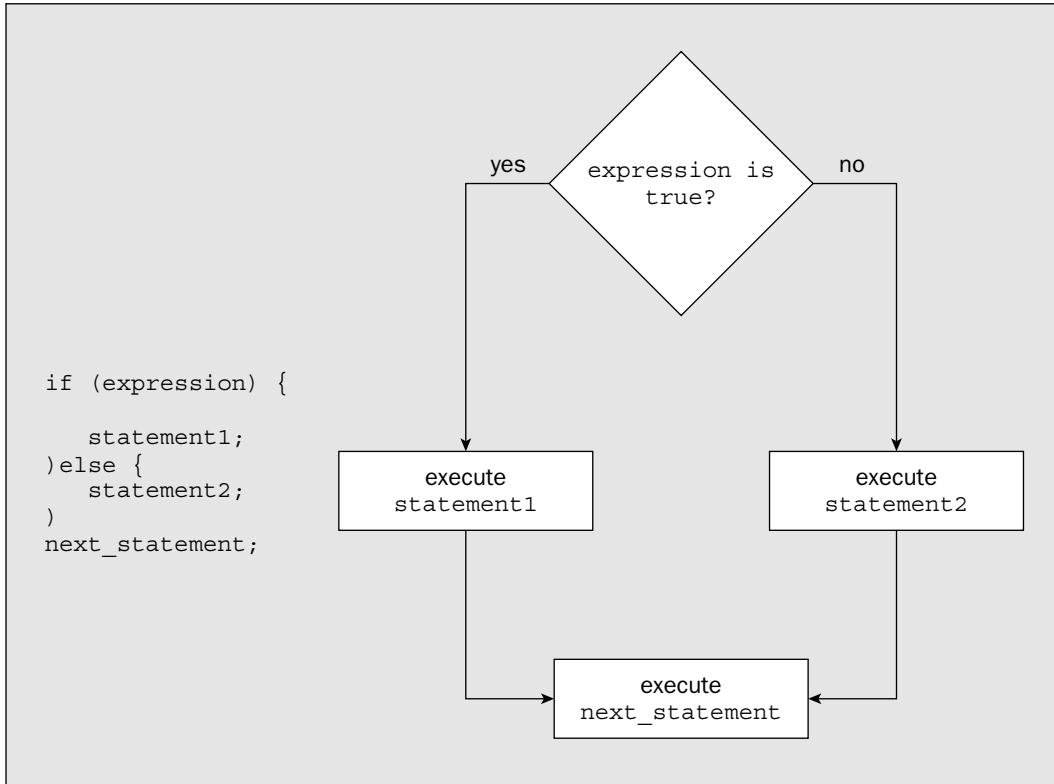 expression is
true?
yes
no
if (expression) {
statement1;
)else {
statement2;
)
next_statement;
execute
statement1
execute
statement2
execute
next_statement